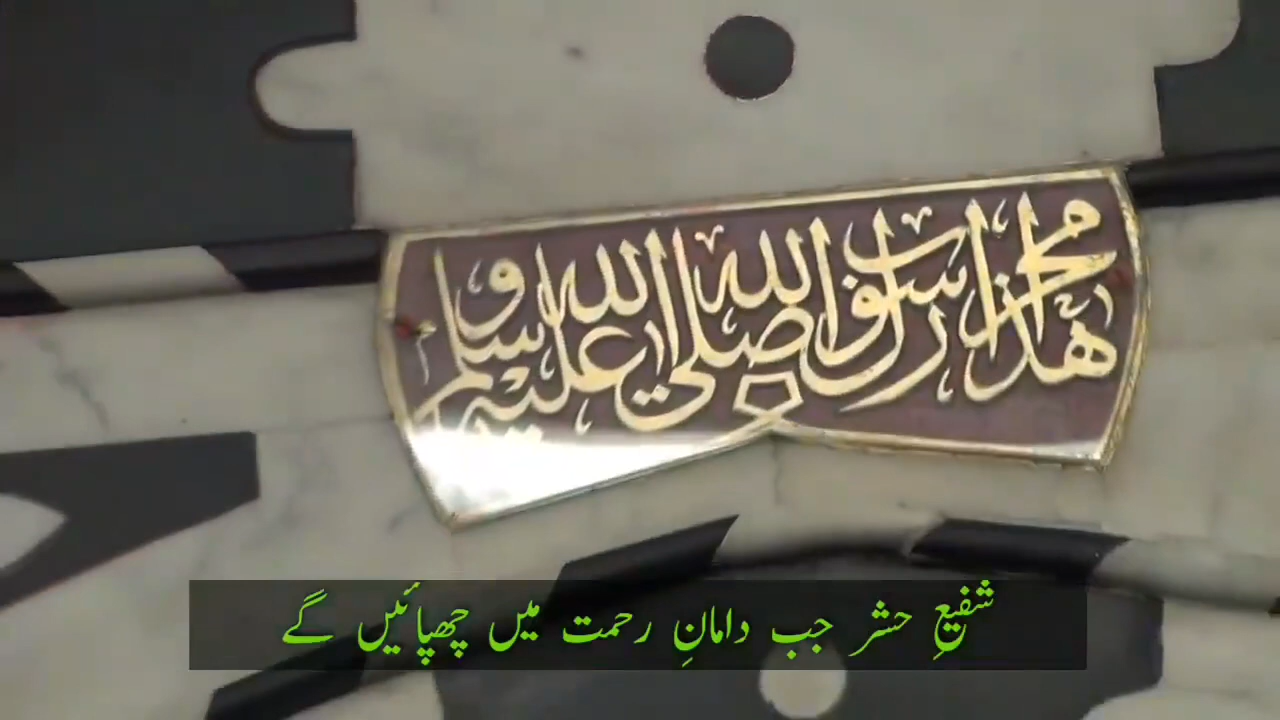 هذا محمد رسول الله صلى الله عليه وسلم
شفیعِ حشر جب دامانِ رحمت میں چھپائیں گے